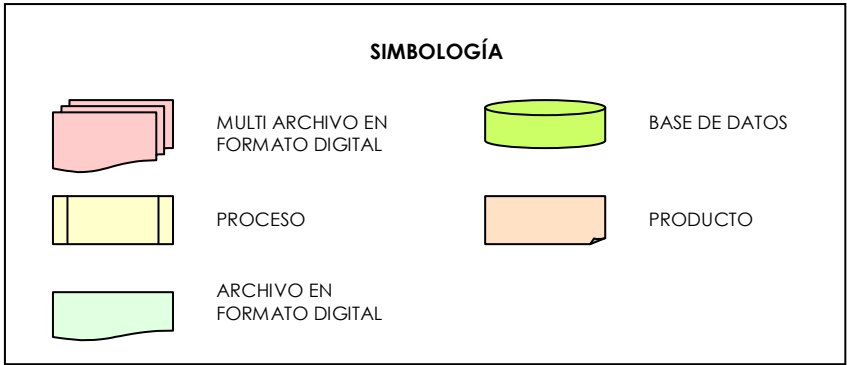 SIMBOLOGÍA
MULTI ARCHIVO EN
FORMATO DIGITAL
BASE DE DATOS
PROCESO
PRODUCTO
ARCHIVO EN
FORMATO DIGITAL